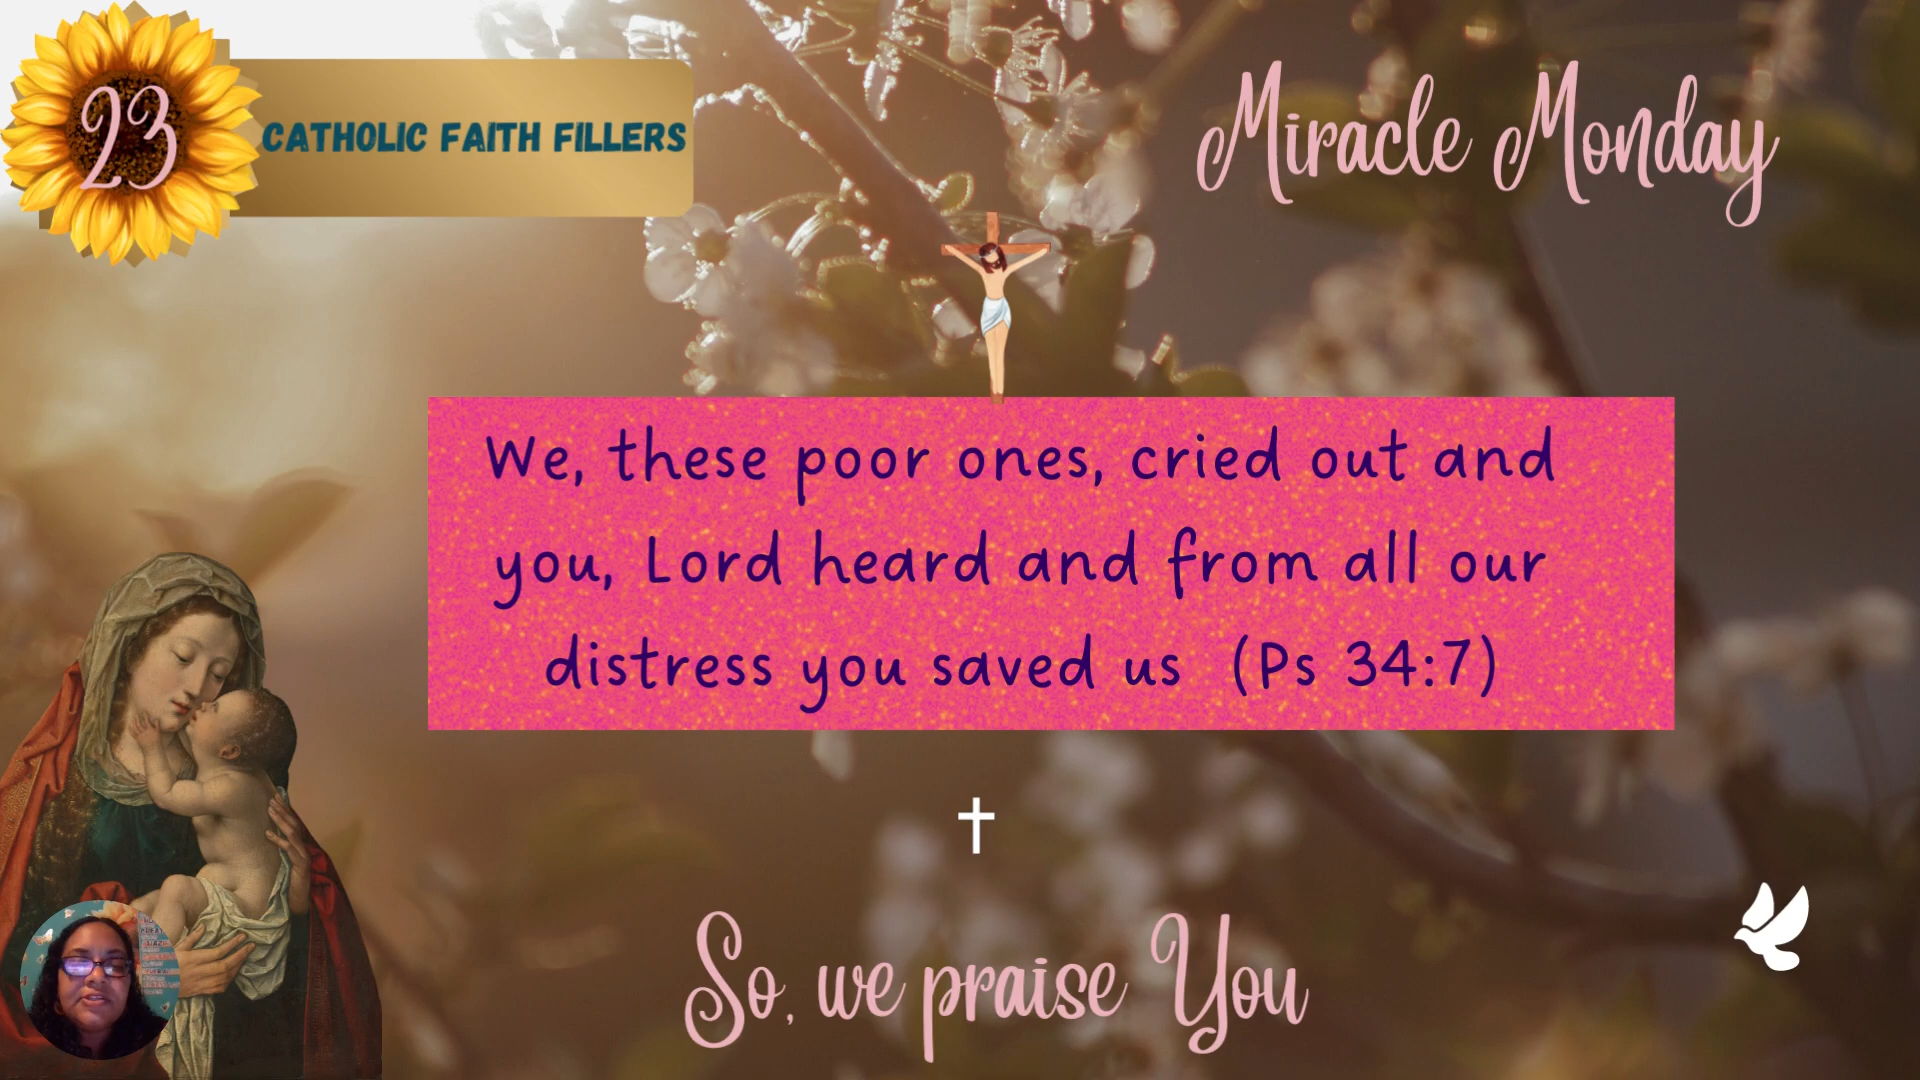 23
CATHOLIC FAITH FILLERS
Miracle Monday
We, these poor ones, cried out and
you, Lord heard and from all our
distress you saved us (Ps 34:7)
So, we praise You